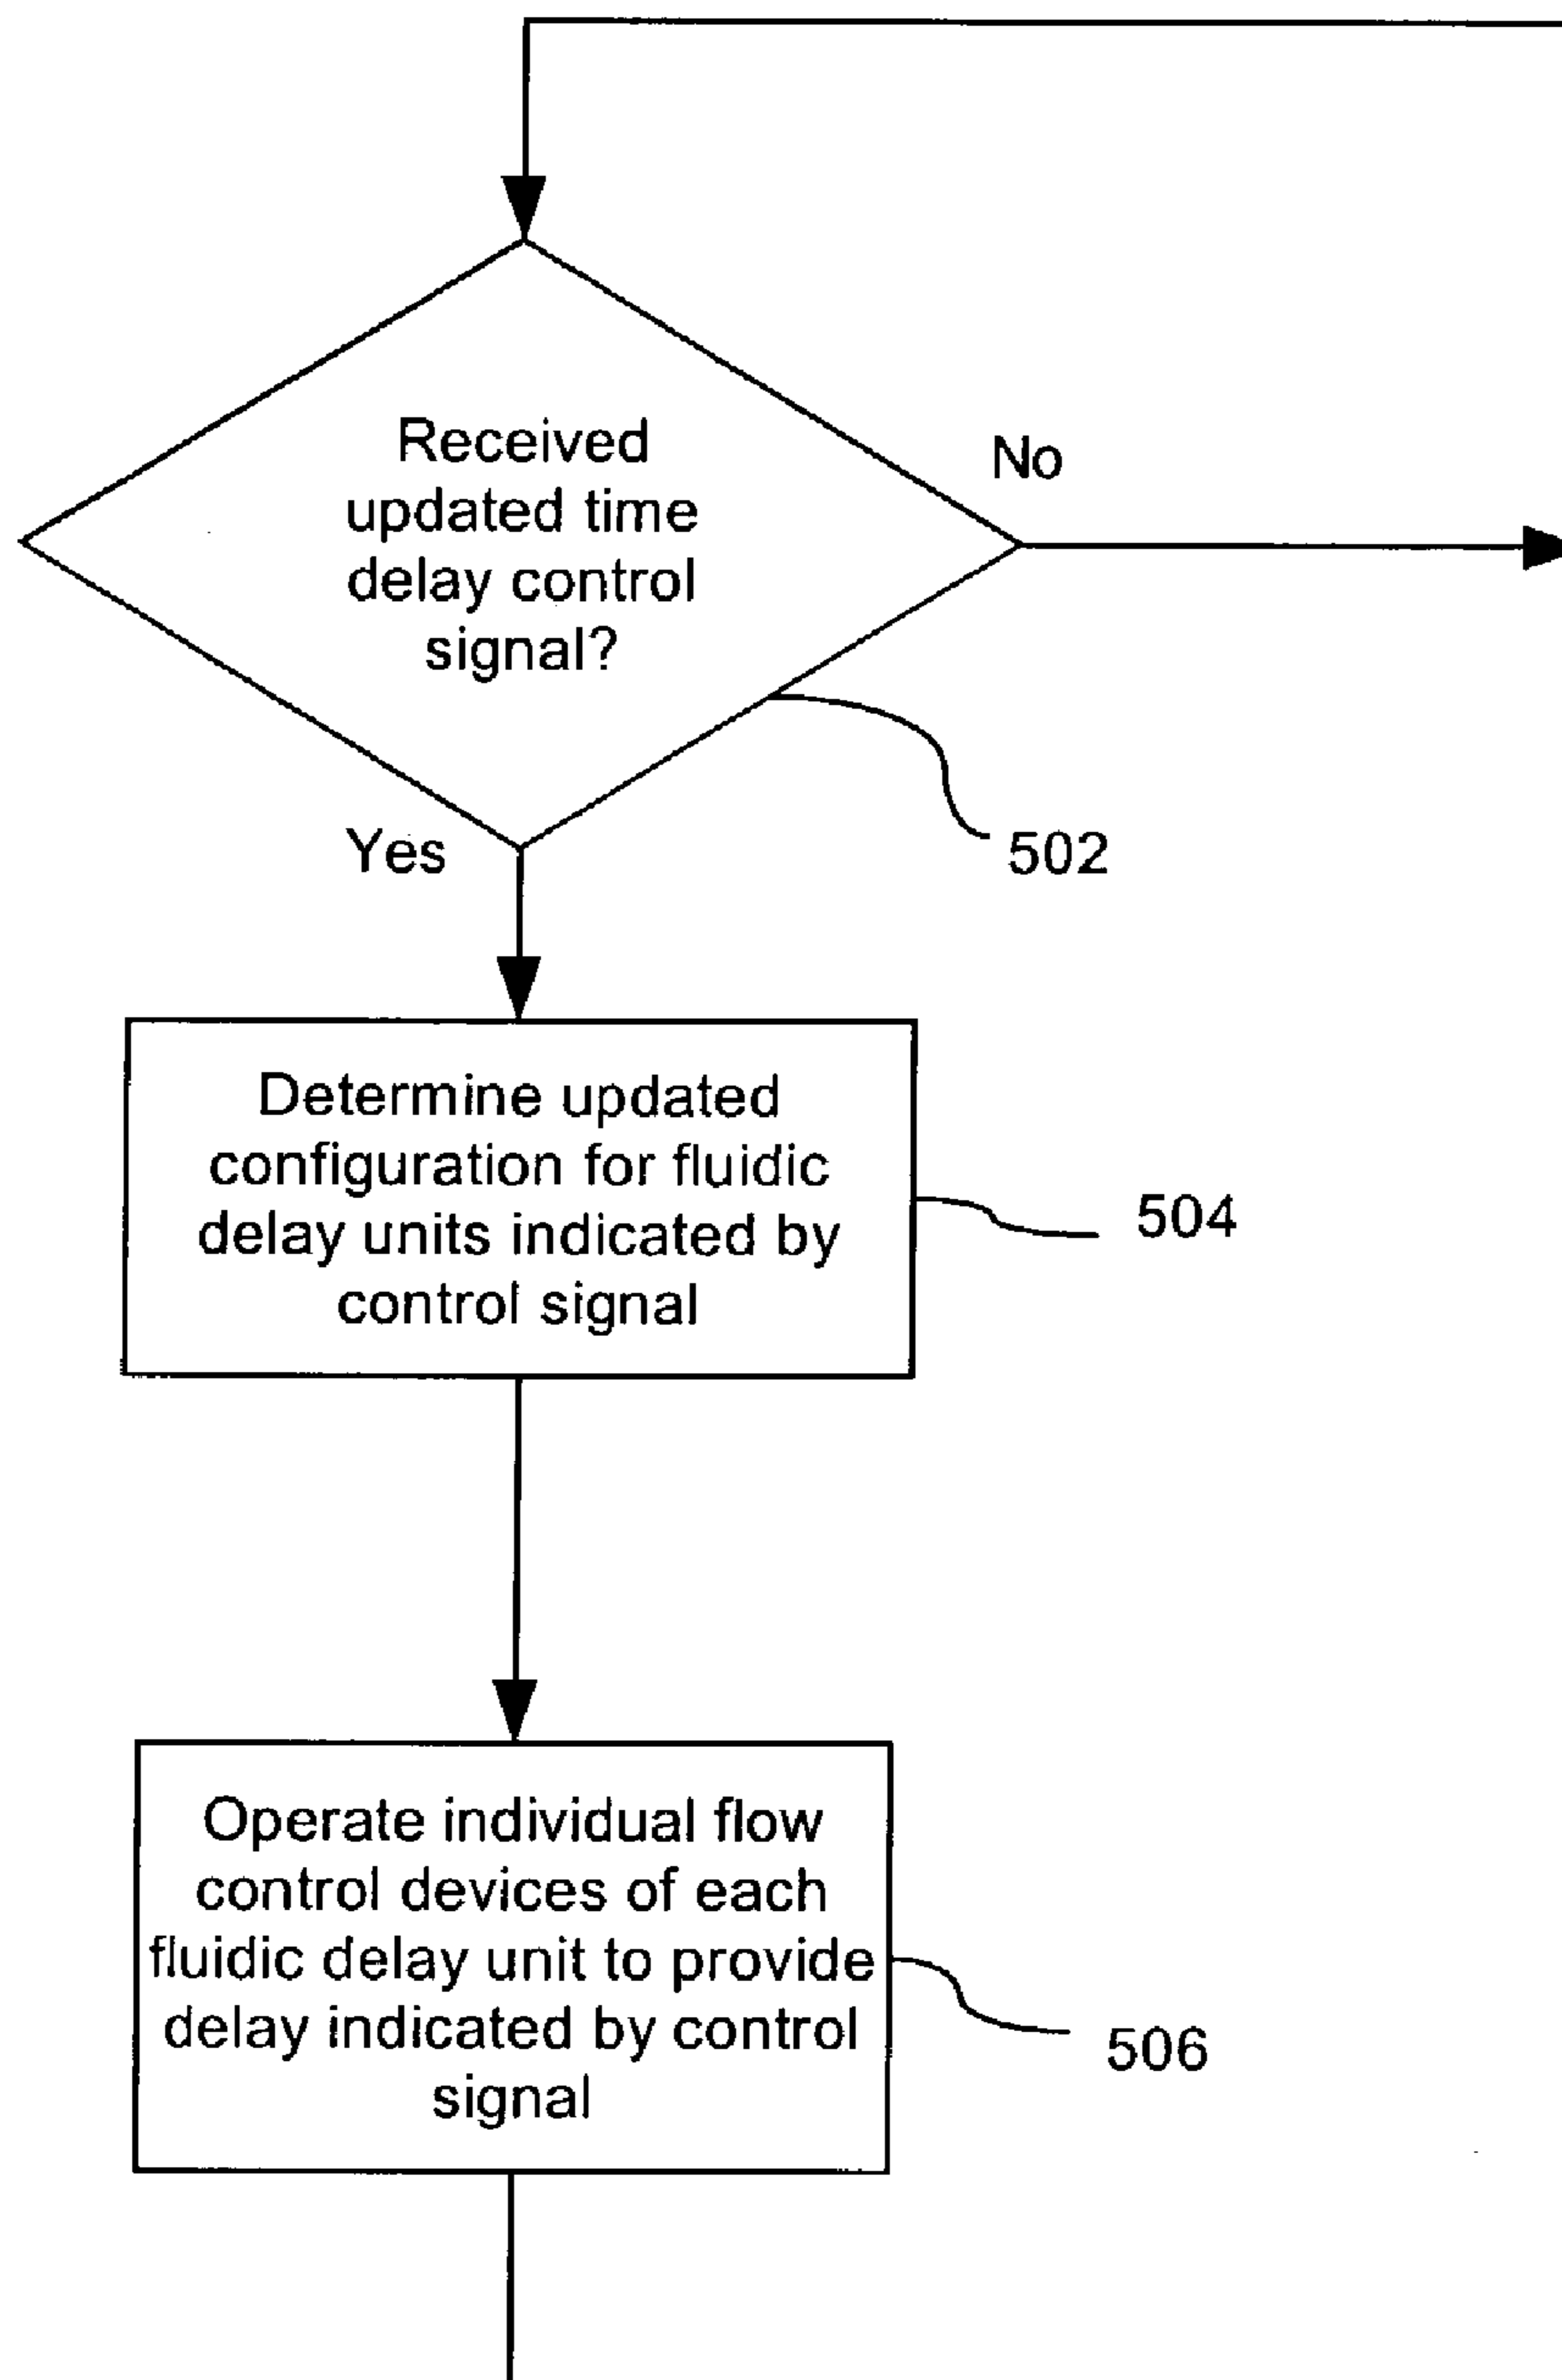 Received
updated time
delay control
signal?
No
Yes
502
Determine updated
configuration for fluidic
delay units indicated by
control signal
504
Operate individual flow
control devices of each
fluidic delay unit to provide
delay indicated by control
signal
506